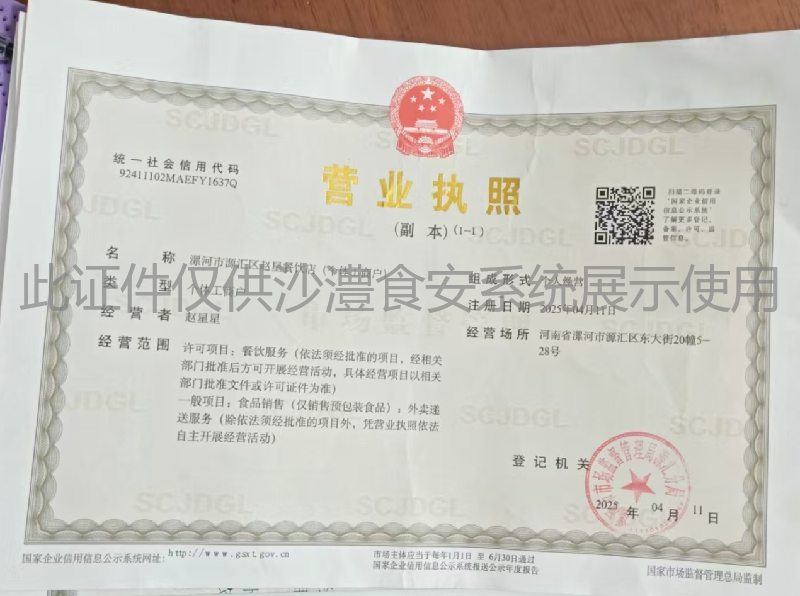 SCJDGL
统一社会信用代码
92411102MAEFY1637Q
营业执照
(副 本) (1-1)
扫描二维码登录
"国家企业信用
信息公示系统"
了解更多登记、
备案、许可、监
管信息。
名 称 漯河市源汇区赵星餐饮店（个体工商户）
类 型 个体工商户
经 营 者 赵星星
经营范围 许可项目：餐饮服务（依法须经批准的项目，经相关
部门批准后方可开展经营活动，具体经营项目以相关
部门批准文件或许可证件为准）
一般项目：食品销售（仅销售预包装食品）；外卖递
送服务（除依法须经批准的项目外，凭营业执照依法
自主开展经营活动）
组成形式 个人经营
注册日期 2025年04月11日
经营场所 河南省漯河市源汇区东大街20幢5-
28号
此证件仅供沙澧食安系统展示使用
登记机关
2025 年 04 月 11 日
国家企业信用信息公示系统网址: http://www.gsxt.gov.cn
市场主体应当于每年1月1日 至 6月30日通过
国家企业信用信息公示系统报送公示年度报告
国家市场监督管理总局监制